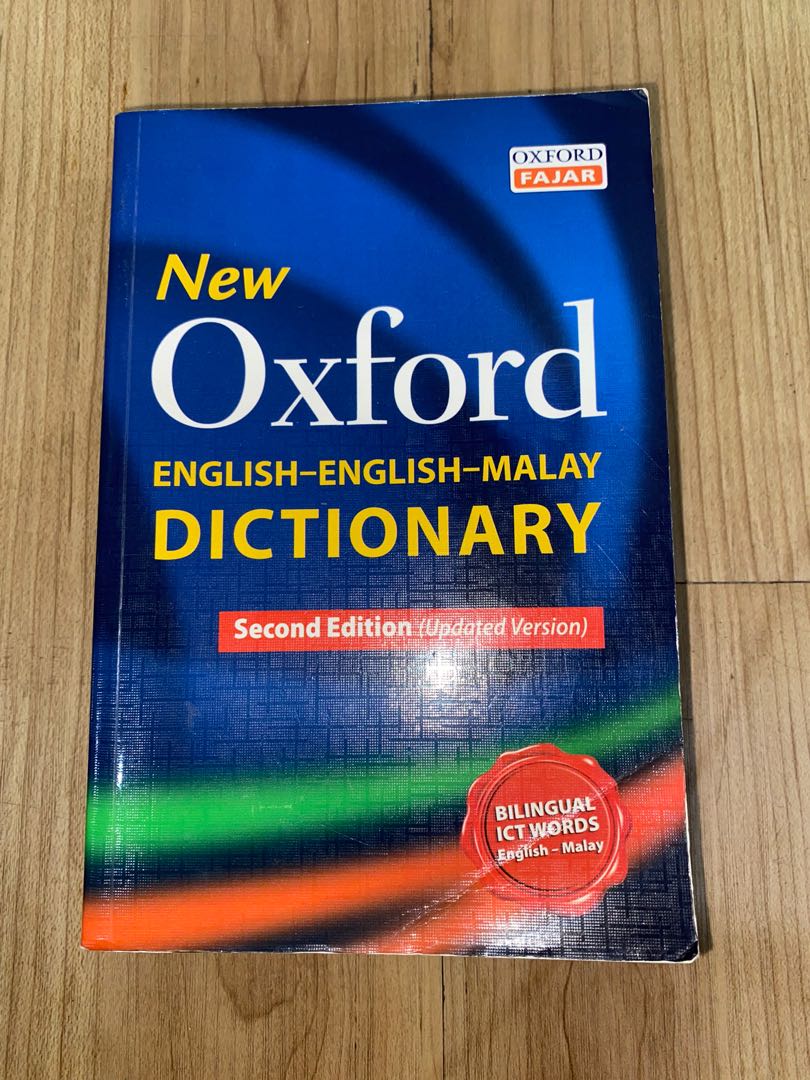 OXFORD
FAJAR
New
Oxford
ENGLISH–ENGLISH–MALAY
DICTIONARY
Second Edition (Updated Version)
BILINGUAL
ICT WORDS
English – Malay